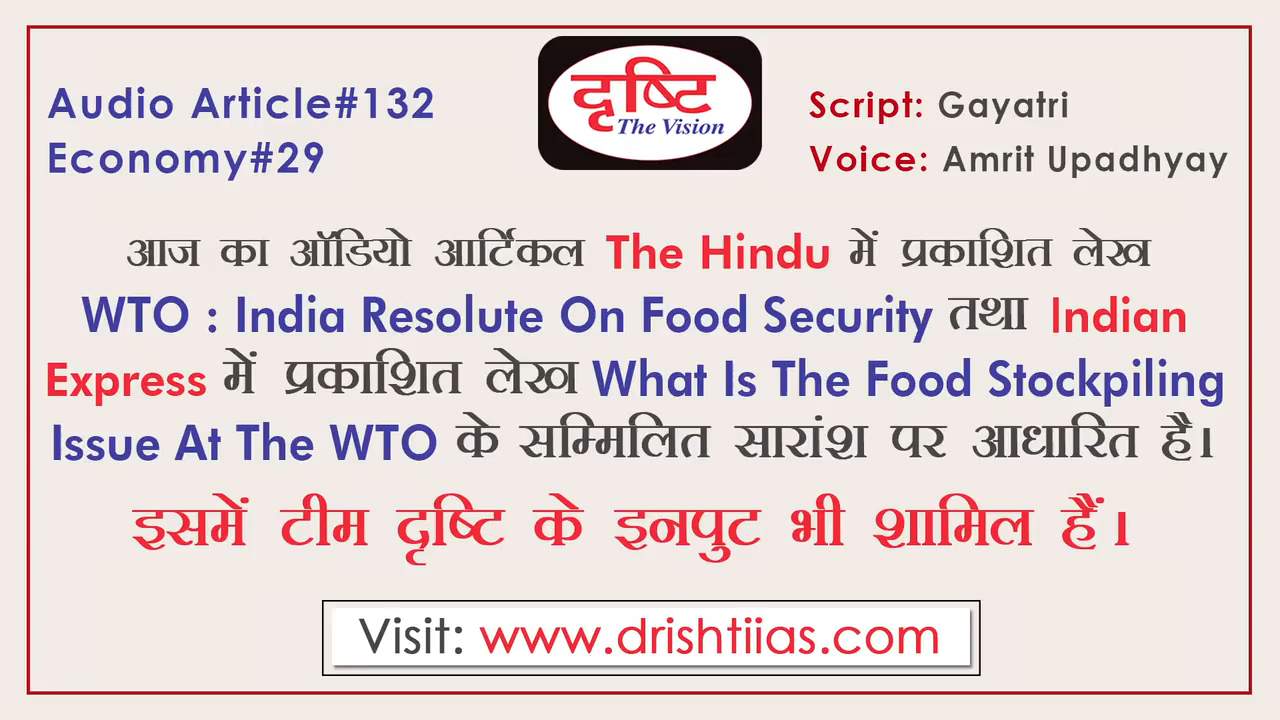 Audio Article#132
Economy#29
दृष्टि
The Vision
Script: Gayatri
Voice: Amrit Upadhyay
आज का ऑडियो आर्टिकल The Hindu में प्रकाशित लेख
WTO : India Resolute On Food Security तथा Indian
Express में प्रकाशित लेख What Is The Food Stockpiling
Issue At The WTO के सम्मिलित सारांश पर आधारित है।
इसमें टीम दृष्टि के इनपुट भी शामिल हैं।
Visit: www.drishtiias.com